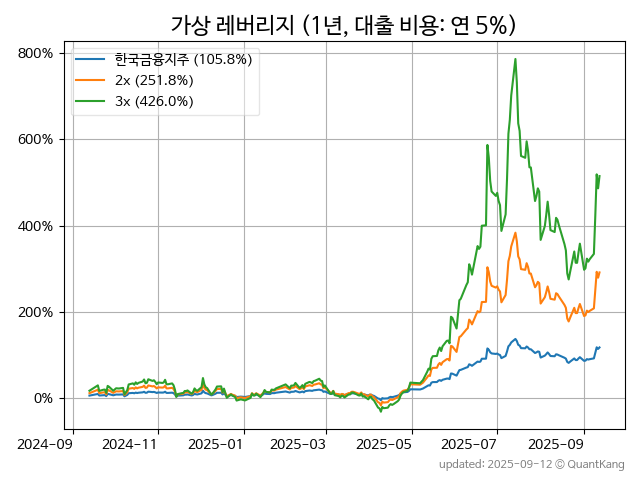 가상 레버리지 (1년, 대출 비용: 연 5%)
한국금융지주 (105.8%)
2x (251.8%)
3x (426.0%)
800%
600%
400%
200%
0%
2024-09 2024-11 2025-01 2025-03 2025-05 2025-07 2025-09
updated: 2025-09-12 © QuantKang